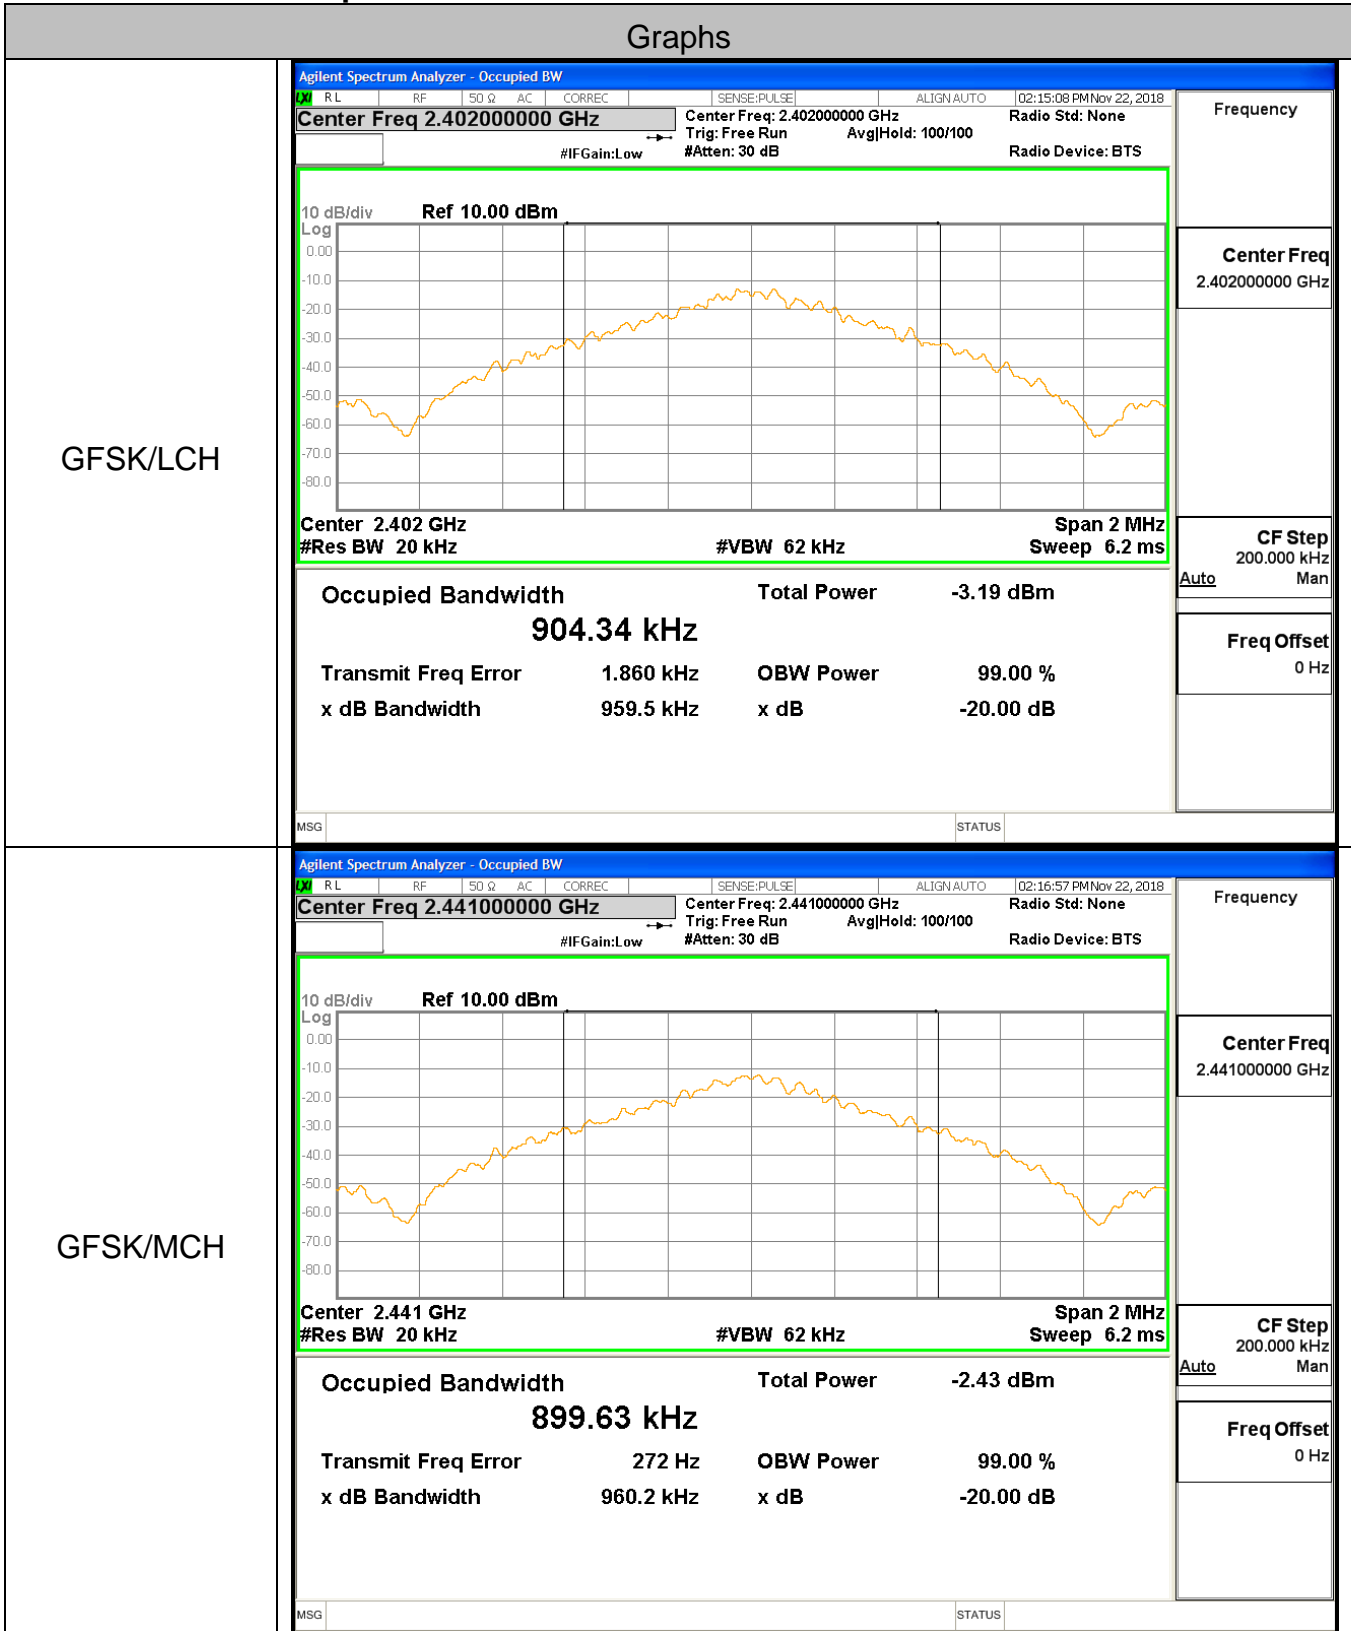 Graphs
GFSK/LCH
Agilent Spectrum Analyzer - Occupied BW
LXI RL RF 50 Ω AC CORREC SENSE:PULSE ALIGN AUTO 02:15:08 PM Nov 22, 2018
Center Freq 2.402000000 GHz
Center Freq: 2.402000000 GHz Radio Std: None
Trig: Free Run Avg|Hold: 100/100
#IFGain:Low #Atten: 30 dB Radio Device: BTS
10 dB/div Ref 10.00 dBm
Log
0.00
-10.0
-20.0
-30.0
-40.0
-50.0
-60.0
-70.0
-80.0
Center 2.402 GHz Span 2 MHz
#Res BW 20 kHz #VBW 62 kHz Sweep 6.2 ms
Occupied Bandwidth Total Power -3.19 dBm
904.34 kHz
Transmit Freq Error 1.860 kHz OBW Power 99.00 %
x dB Bandwidth 959.5 kHz x dB -20.00 dB
MSG STATUS
Frequency
Center Freq
2.402000000 GHz
CF Step
200.000 kHz
Auto Man
Freq Offset
0 Hz
GFSK/MCH
Agilent Spectrum Analyzer - Occupied BW
LXI RL RF 50 Ω AC CORREC SENSE:PULSE ALIGN AUTO 02:16:57 PM Nov 22, 2018
Center Freq 2.441000000 GHz
Center Freq: 2.441000000 GHz Radio Std: None
Trig: Free Run Avg|Hold: 100/100
#IFGain:Low #Atten: 30 dB Radio Device: BTS
10 dB/div Ref 10.00 dBm
Log
0.00
-10.0
-20.0
-30.0
-40.0
-50.0
-60.0
-70.0
-80.0
Center 2.441 GHz Span 2 MHz
#Res BW 20 kHz #VBW 62 kHz Sweep 6.2 ms
Occupied Bandwidth Total Power -2.43 dBm
899.63 kHz
Transmit Freq Error 272 Hz OBW Power 99.00 %
x dB Bandwidth 960.2 kHz x dB -20.00 dB
MSG STATUS
Frequency
Center Freq
2.441000000 GHz
CF Step
200.000 kHz
Auto Man
Freq Offset
0 Hz